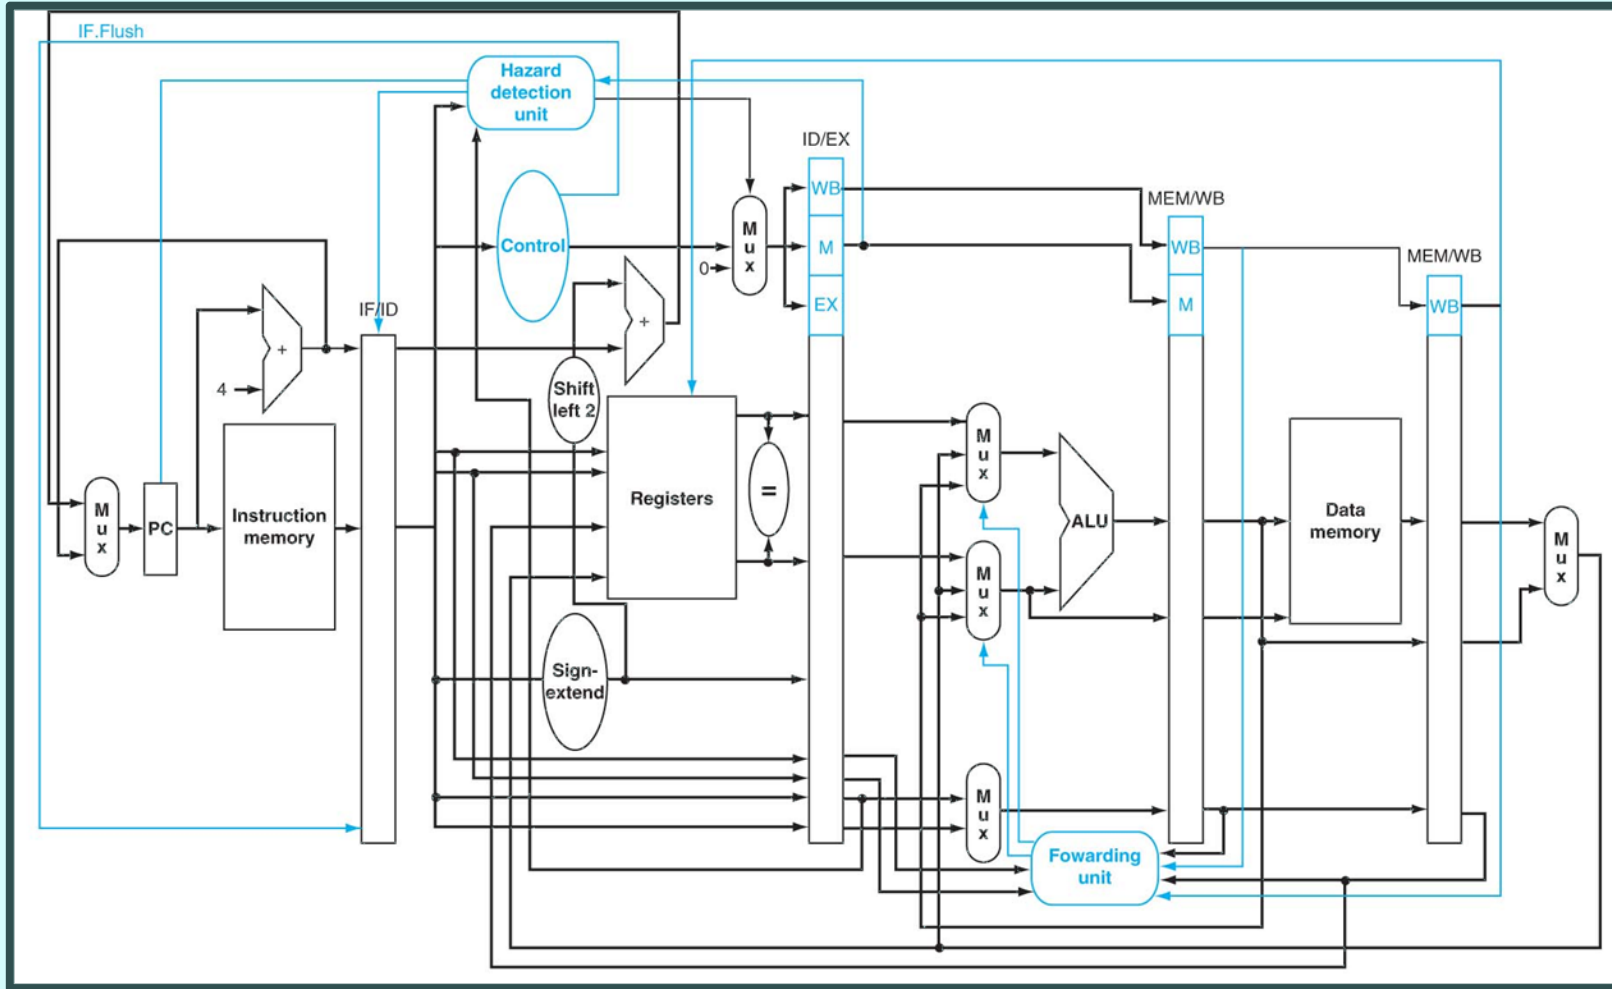 IF.Flush
Hazard
detection
unit
ID/EX
WB
M
EX
MEM/WB
WB
M
MEM/WB
WB
Control
M
u
x
0
+
IF/ID
+
4
Shift
left 2
M
u
x
PC
Instruction
memory
Registers
=
M
u
x
M
u
x
ALU
Data
memory
M
u
x
Sign-
extend
M
u
x
Fowarding
unit